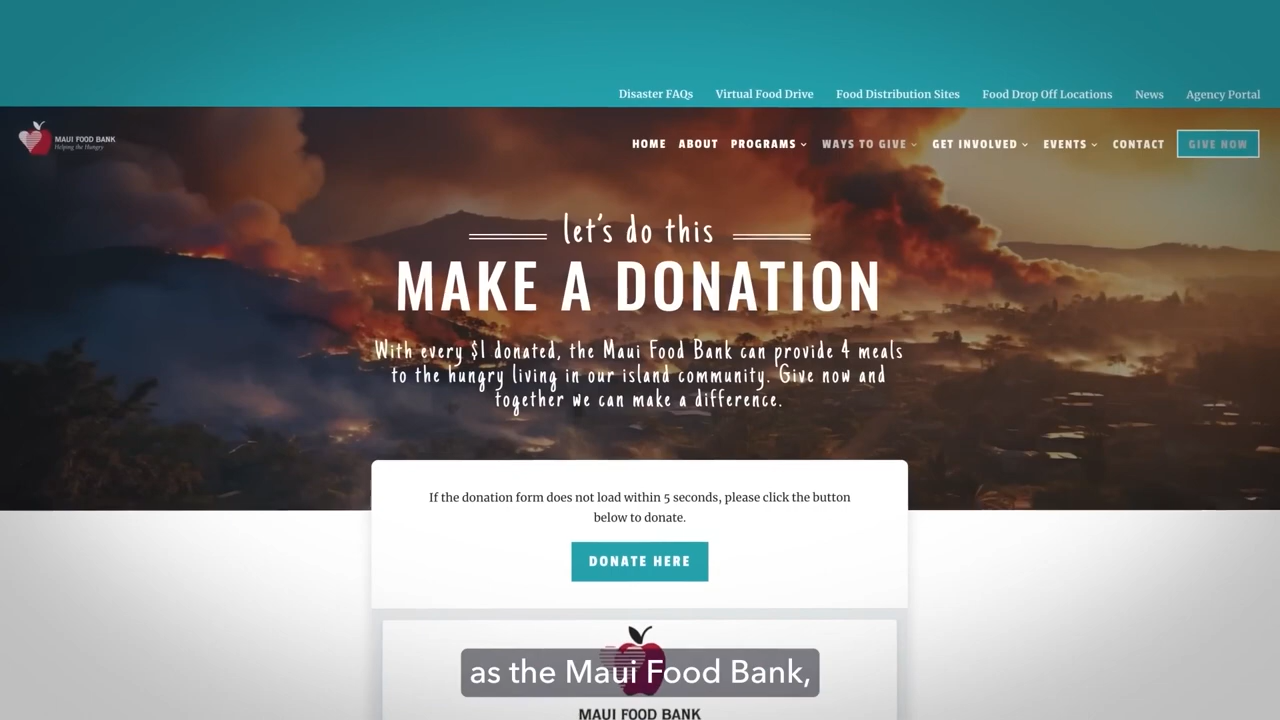 Disaster FAQs Virtual Food Drive Food Distribution Sites Food Drop Off Locations News Agency Portal
MAUI FOOD BANK
Helping the Hungry
HOME ABOUT PROGRAMS WAYS TO GIVE GET INVOLVED EVENTS CONTACT GIVE NOW
let's do this
MAKE A DONATION
With every $1 donated, the Maui Food Bank can provide 4 meals
to the hungry living in our island community. Give now and
together we can make a difference.
If the donation form does not load within 5 seconds, please click the button
below to donate.
DONATE HERE
as the Maui Food Bank,
MAUI FOOD BANK